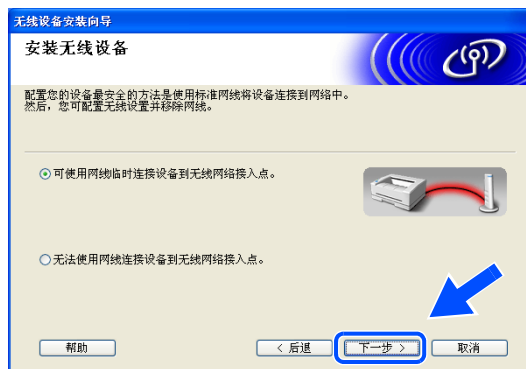 无线设备安装向导
安装无线设备
配置您的设备最安全的方法是使用标准网线将设备连接到网络中。
然后，您可配置无线设置并移除网线。
可使用网线临时连接设备到无线网络接入点。
无法使用网线连接设备到无线网络接入点。
帮助
< 后退
下一步 >
取消